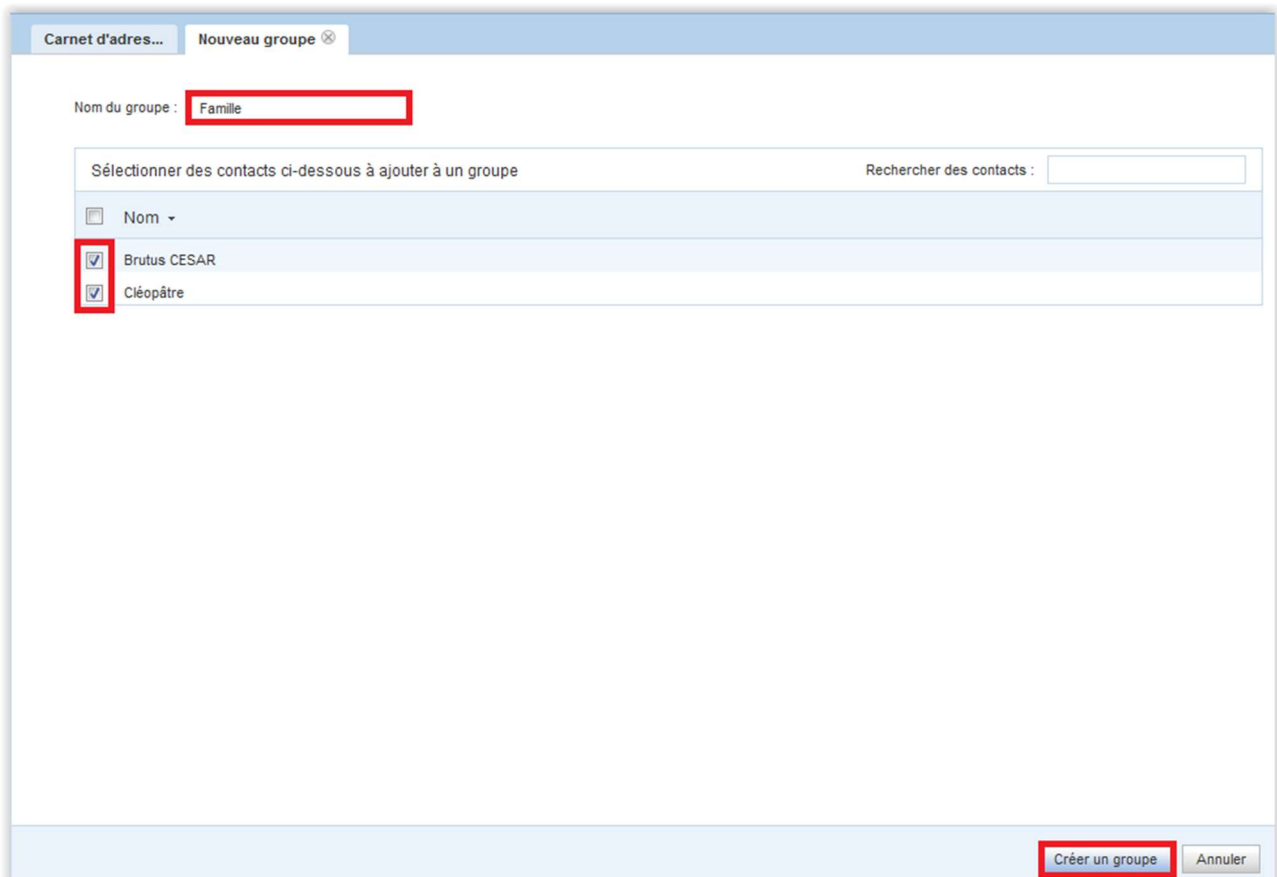 Carnet d'adres... Nouveau groupe
Nom du groupe : Famille
Sélectionner des contacts ci-dessous à ajouter à un groupe Rechercher des contacts :
Nom
Brutus CESAR
Cléopâtre
Créer un groupe Annuler